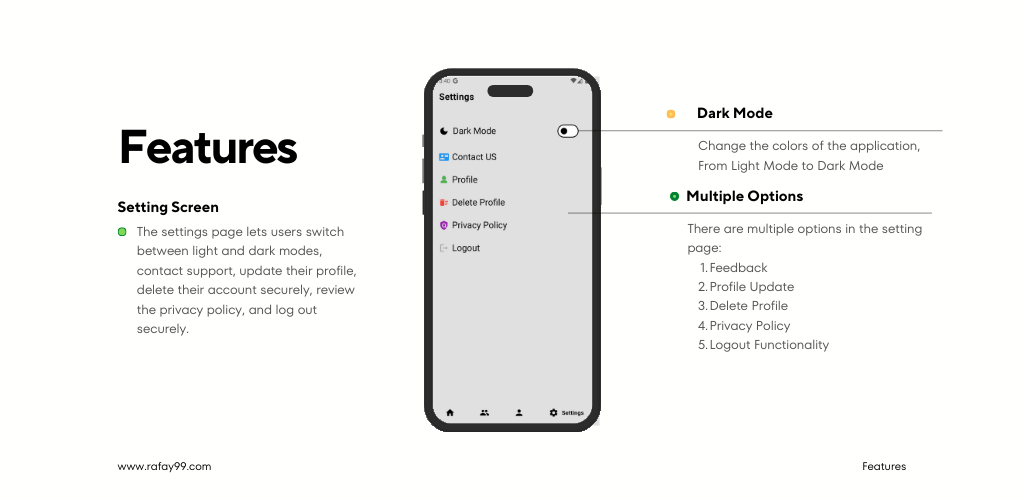 Features
Setting Screen
The settings page lets users switch
between light and dark modes,
contact support, update their profile,
delete their account securely, review
the privacy policy, and log out
securely.
Settings
Dark Mode
Contact US
Profile
Delete Profile
Privacy Policy
Logout
Settings
Dark Mode
Change the colors of the application,
From Light Mode to Dark Mode
Multiple Options
There are multiple options in the setting
page:
1. Feedback
2. Profile Update
3. Delete Profile
4. Privacy Policy
5. Logout Functionality
www.rafay99.com
Features